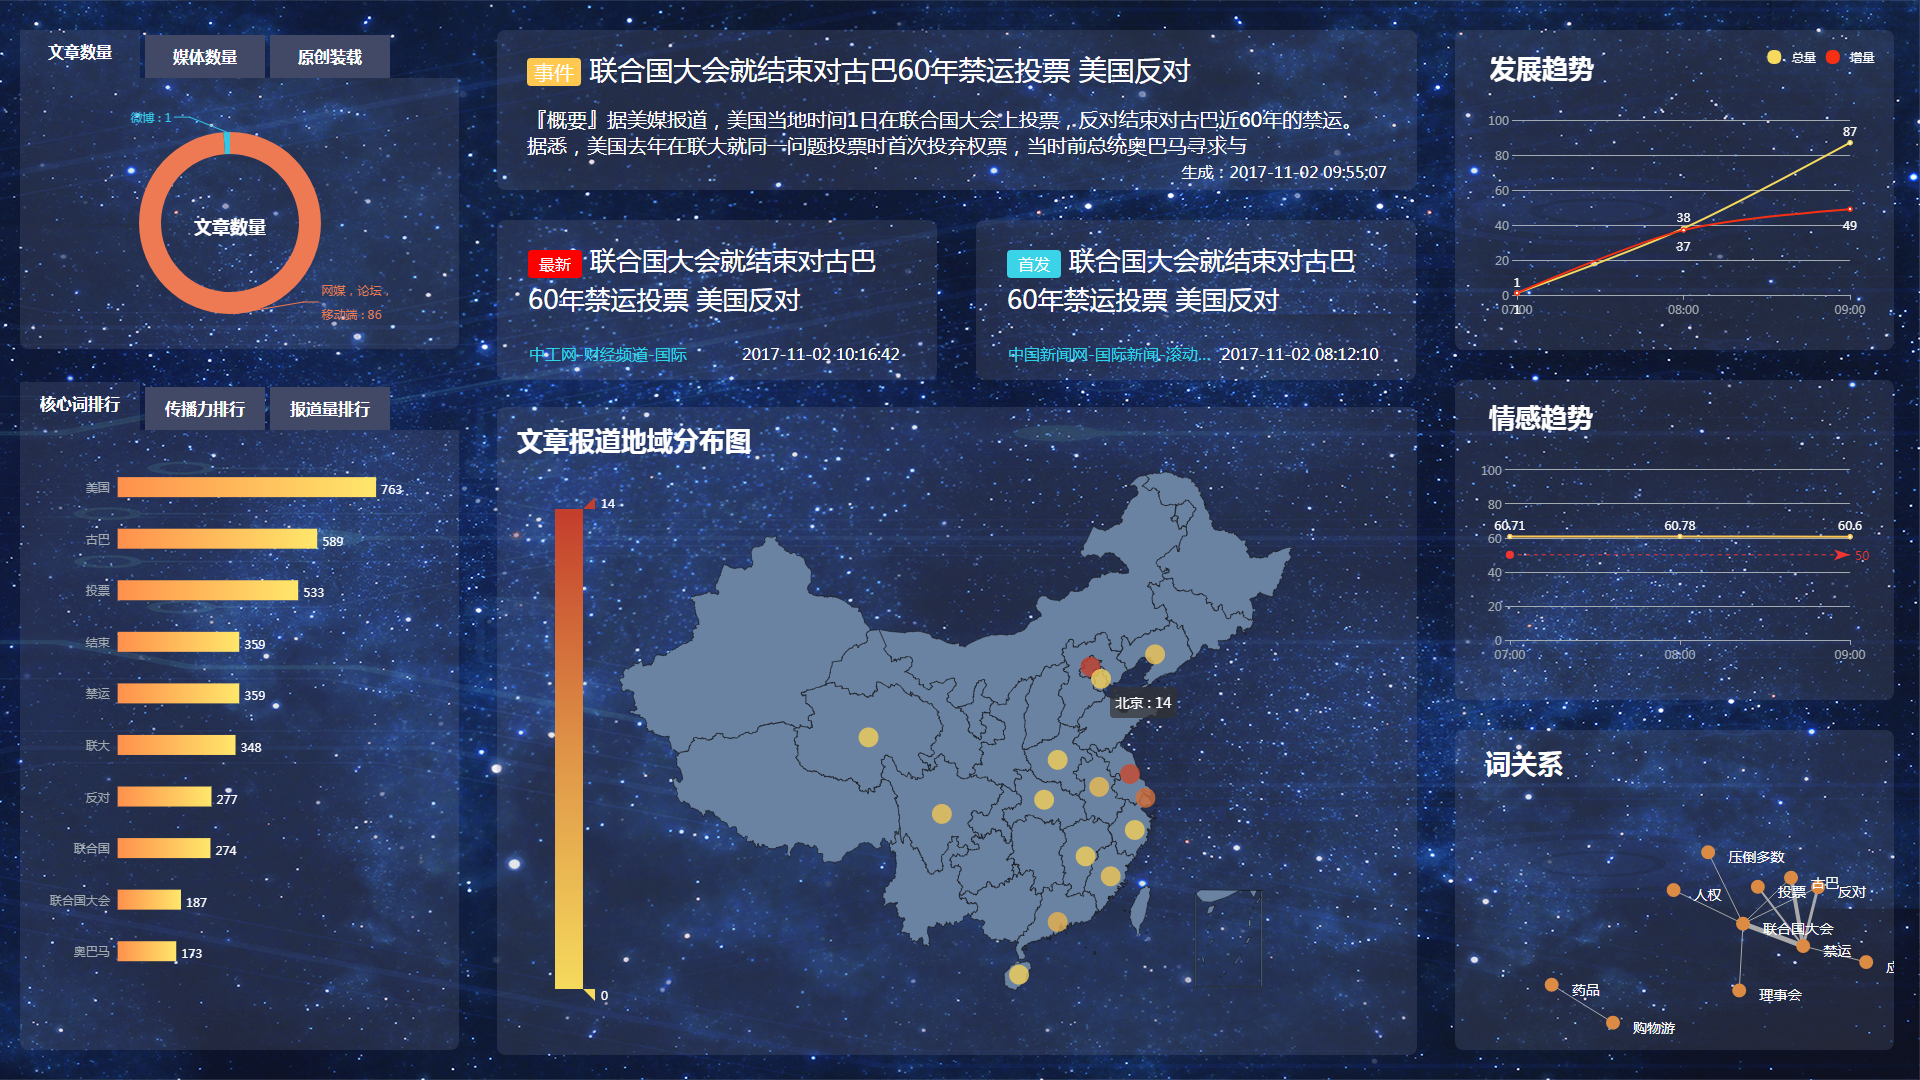 文章数量
媒体数量
原创装载
微博 : 1
文章数量
网媒，论坛，
移动端 : 86
核心词排行
传播力排行
报道量排行
美国 763
古巴 589
投票 533
结束 359
禁运 359
联大 348
反对 277
联合国 274
联合国大会 187
奥巴马 173
事件 联合国大会就结束对古巴60年禁运投票 美国反对
『概要』据美媒报道，美国当地时间1日在联合国大会上投票，反对结束对古巴近60年的禁运。
据悉，美国去年在联大就同一问题投票时首次投弃权票，当时前总统奥巴马寻求与
生成：2017-11-02 09:55:07
最新 联合国大会就结束对古巴
60年禁运投票 美国反对
中工网-财经频道-国际 2017-11-02 10:16:42
首发 联合国大会就结束对古巴
60年禁运投票 美国反对
中国新闻网-国际新闻-滚动... 2017-11-02 08:12:10
文章报道地域分布图
14
0
北京 : 14
发展趋势
总量 增量
100
80
60
40
20
0
87
38
37
49
1
1
07:00 08:00 09:00
情感趋势
100
80
60
40
20
0
60.71 60.78 60.6
50
07:00 08:00 09:00
词关系
压倒多数
人权
投票
古巴
反对
联合国大会
禁运
理事会
药品
购物游